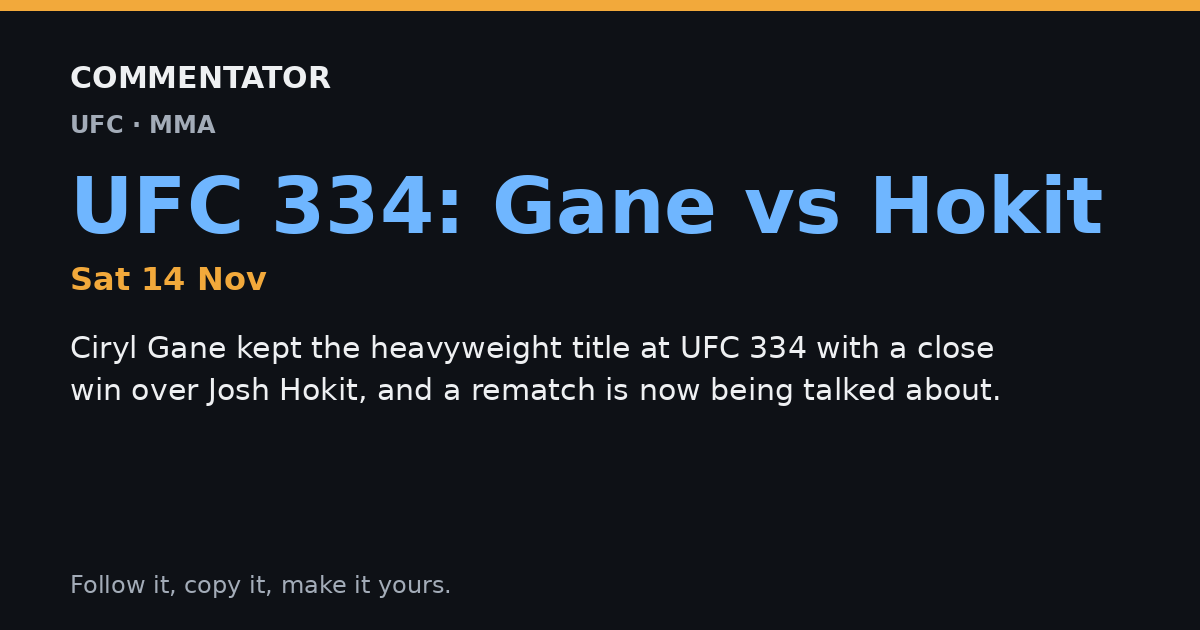 COMMENTATOR
UFC · MMA
UFC 334: Gane vs Hokit
Sat 14 Nov
Ciryl Gane kept the heavyweight title at UFC 334 with a close
win over Josh Hokit, and a rematch is now being talked about.
Follow it, copy it, make it yours.